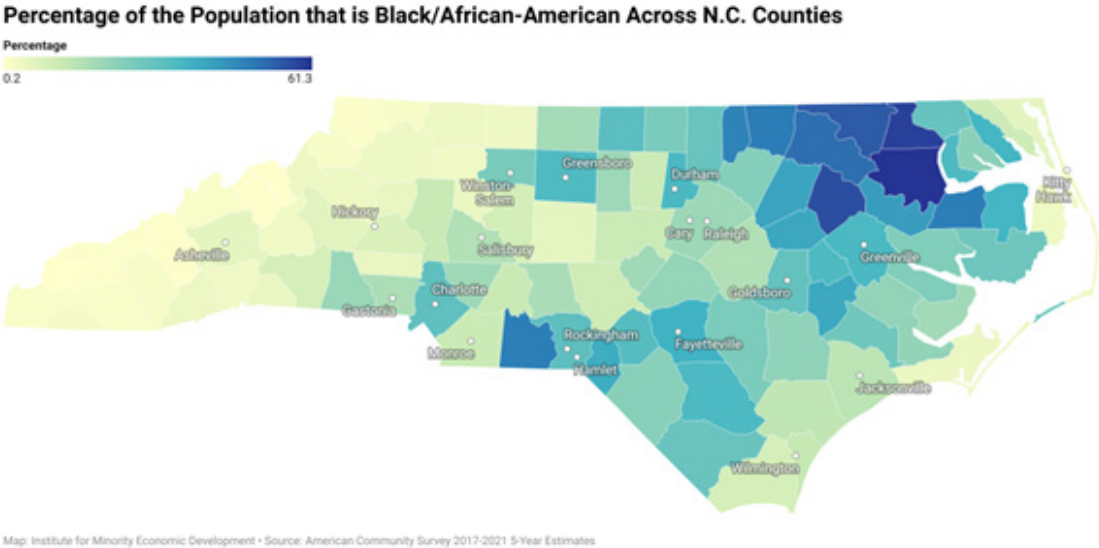 Percentage of the Population that is Black/African-American Across N.C. Counties
Percentage
0.2 61.3
Greensboro
Winston-
Salem
Durham
Kitty
Hawk
Hickory
Cary Raleigh
Asheville
Salisbury
Greenville
Charlotte
Goldsboro
Gastonia
Rockingham
Fayetteville
Monroe
Hamlet
Jacksonville
Wilmington
Map: Institute for Minority Economic Development • Source: American Community Survey 2017-2021 5-Year Estimates